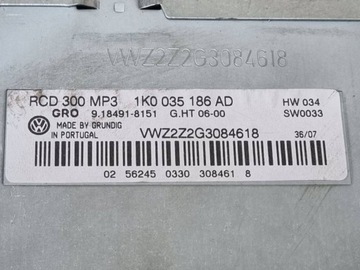 VWZ2Z2G3084618
RCD 300 MP3 1K0 035 186 AD HW 034
GRO 9.18491-8151 G.HT 06-00 SW0033
MADE BY GRUNDIG
IN PORTUGAL
VWZ2Z2G3084618 36/07
02 56245 0330 308461 8